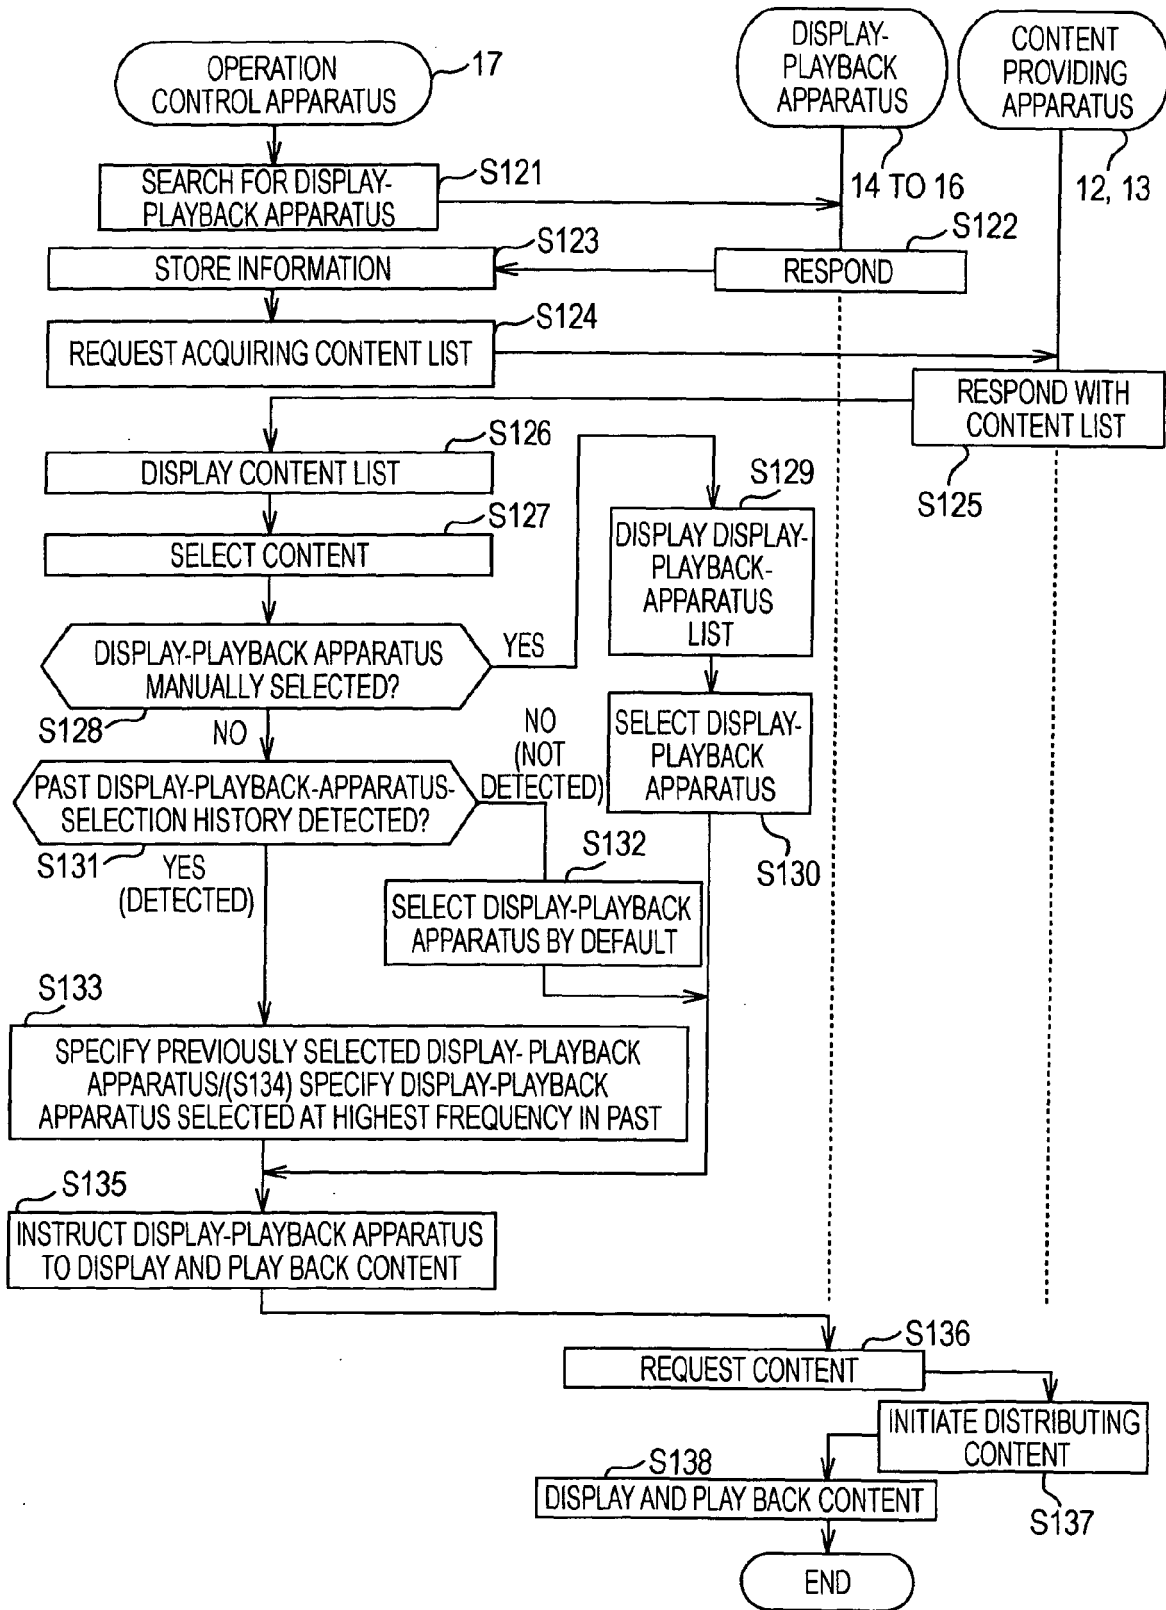 OPERATION
CONTROL APPARATUS
17
DISPLAY-
PLAYBACK
APPARATUS
14 TO 16
CONTENT
PROVIDING
APPARATUS
12, 13
SEARCH FOR DISPLAY-
PLAYBACK APPARATUS
S121
RESPOND
S122
STORE INFORMATION
S123
REQUEST ACQUIRING CONTENT LIST
S124
RESPOND WITH
CONTENT LIST
S125
DISPLAY CONTENT LIST
S126
SELECT CONTENT
S127
DISPLAY-PLAYBACK APPARATUS
MANUALLY SELECTED?
S128
YES
NO
DISPLAY DISPLAY-
PLAYBACK-
APPARATUS
LIST
S129
SELECT DISPLAY-
PLAYBACK
APPARATUS
S130
PAST DISPLAY-PLAYBACK-APPARATUS-
SELECTION HISTORY DETECTED?
S131
NO
(NOT
DETECTED)
YES
(DETECTED)
S132
SELECT DISPLAY-PLAYBACK
APPARATUS BY DEFAULT
S133
SPECIFY PREVIOUSLY SELECTED DISPLAY- PLAYBACK
APPARATUS/(S134) SPECIFY DISPLAY-PLAYBACK
APPARATUS SELECTED AT HIGHEST FREQUENCY IN PAST
S135
INSTRUCT DISPLAY-PLAYBACK APPARATUS
TO DISPLAY AND PLAY BACK CONTENT
S136
REQUEST CONTENT
INITIATE DISTRIBUTING
CONTENT
S137
S138
DISPLAY AND PLAY BACK CONTENT
END